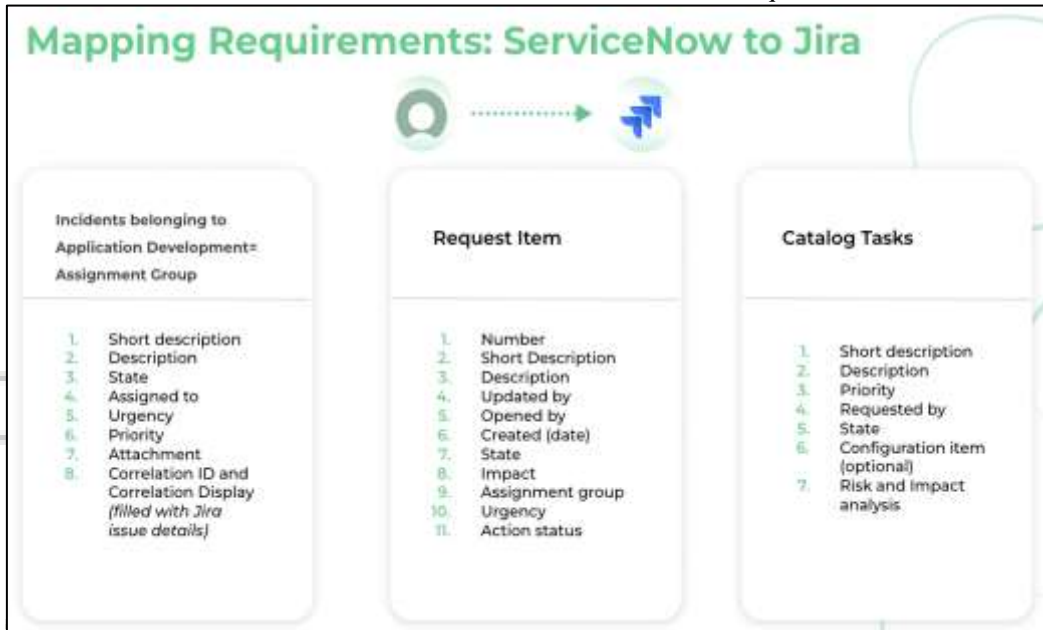 Mapping Requirements: ServiceNow to Jira
Incidents belonging to
Application Development=
Assignment Group
1. Short description
2. Description
3. State
4. Assigned to
5. Urgency
6. Priority
7. Attachment
8. Correlation ID and
Correlation Display
(filled with Jira
issue details)
Request Item
1. Number
2. Short Description
3. Description
4. Updated by
5. Opened by
6. Created (date)
7. State
8. Impact
9. Assignment group
10. Urgency
11. Action status
Catalog Tasks
1. Short description
2. Description
3. Priority
4. Requested by
5. State
6. Configuration item
(optional)
7. Risk and Impact
analysis